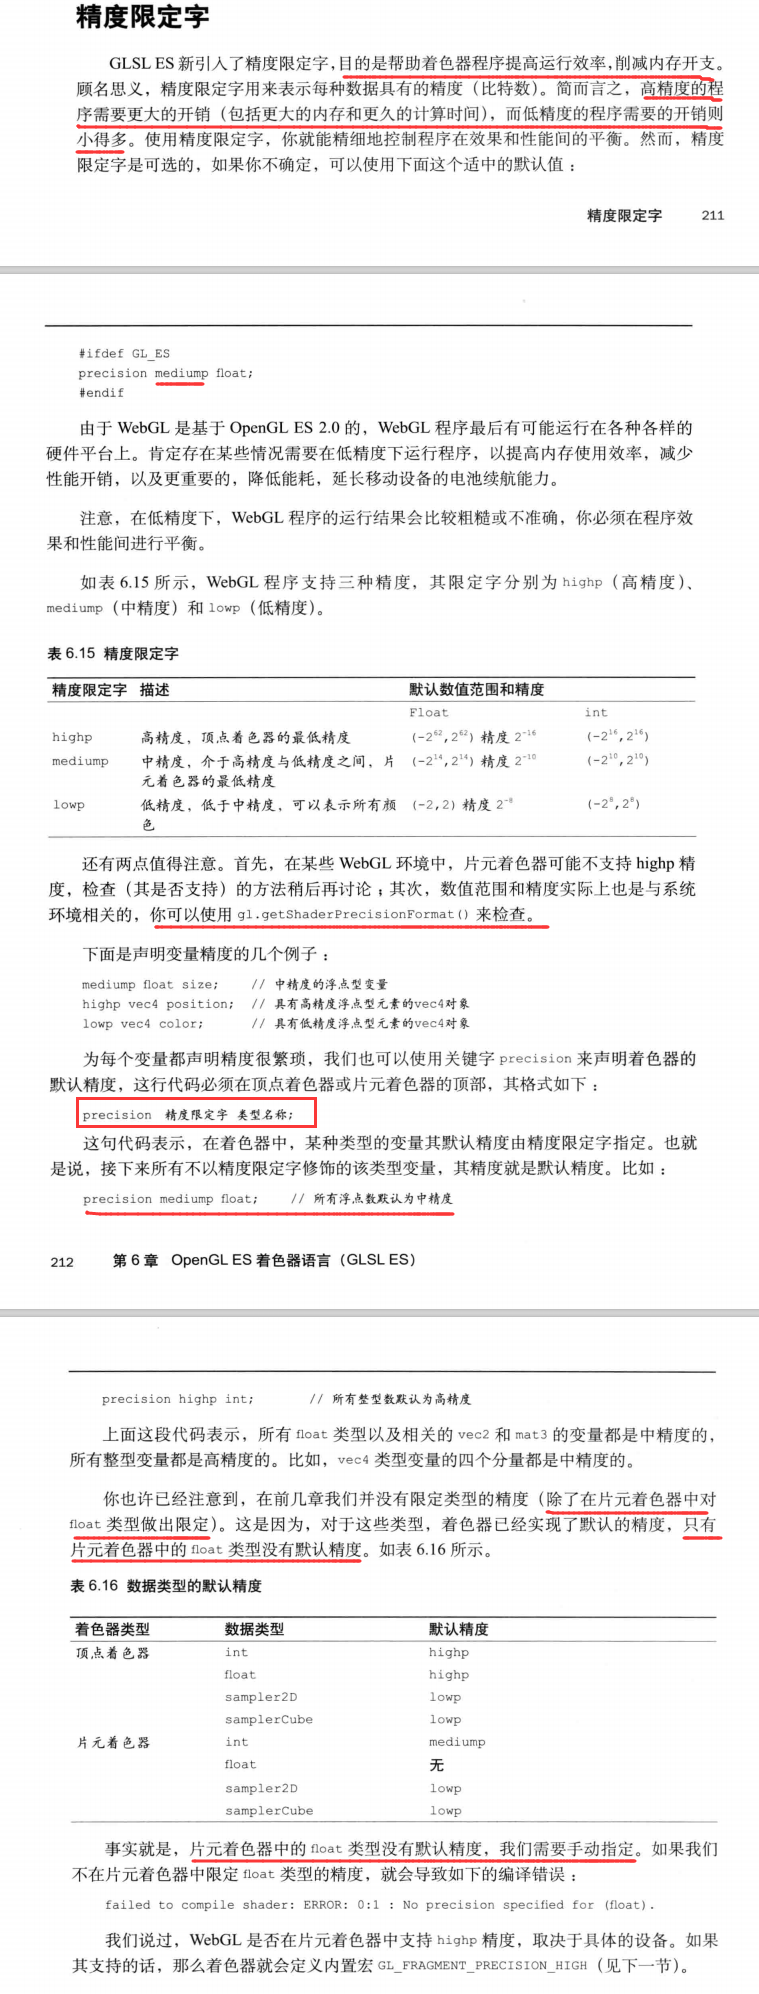 精度限定字
GLSL ES 新引入了精度限定字，目的是帮助着色器程序提高运行效率，削减内存开支。
顾名思义，精度限定字用来表示每种数据具有的精度（比特数）。简而言之，高精度的程
序需要更大的开销（包括更大的内存和更久的计算时间），而低精度的程序需要的开销则
小得多。使用精度限定字，你就能精细地控制程序在效果和性能间的平衡。然而，精度
限定字是可选的，如果你不确定，可以使用下面这个适中的默认值：
精度限定字 211
#ifdef GL_ES
precision mediump float;
#endif
由于 WebGL 是基于 OpenGL ES 2.0 的，WebGL 程序最后有可能运行在各种各样的
硬件平台上。肯定存在某些情况需要在低精度下运行程序，以提高内存使用效率，减少
性能开销，以及更重要的，降低能耗，延长移动设备的电池续航能力。
注意，在低精度下，WebGL 程序的运行结果会比较粗糙或不准确，你必须在程序效
果和性能间进行平衡。
如表 6.15 所示，WebGL 程序支持三种精度，其限定字分别为 highp（高精度）、
mediump（中精度）和 lowp（低精度）。
表 6.15 精度限定字
精度限定字 描述 默认数值范围和精度
Float int
highp 高精度，顶点着色器的最低精度 (-2⁶²,2⁶²) 精度 2⁻¹⁶ (-2¹⁶,2¹⁶)
mediump 中精度，介于高精度与低精度之间，片 (-2¹⁴,2¹⁴) 精度 2⁻¹⁰ (-2¹⁰,2¹⁰)
元着色器的最低精度
lowp 低精度，低于中精度，可以表示所有颜 (-2,2) 精度 2⁻⁸ (-2⁸,2⁸)
色
还有两点值得注意。首先，在某些 WebGL 环境中，片元着色器可能不支持 highp 精
度，检查（其是否支持）的方法稍后再讨论；其次，数值范围和精度实际上也是与系统
环境相关的，你可以使用 gl.getShaderPrecisionFormat() 来检查。
下面是声明变量精度的几个例子：
mediump float size; // 中精度的浮点型变量
highp vec4 position; // 具有高精度浮点型元素的vec4对象
lowp vec4 color; // 具有低精度浮点型元素的vec4对象
为每个变量都声明精度很繁琐，我们也可以使用关键字 precision 来声明着色器的
默认精度，这行代码必须在顶点着色器或片元着色器的顶部，其格式如下：
precision 精度限定字 类型名称;
这句代码表示，在着色器中，某种类型的变量其默认精度由精度限定字指定。也就
是说，接下来所有不以精度限定字修饰的该类型变量，其精度就是默认精度。比如：
precision mediump float; // 所有浮点数默认为中精度
212 第 6 章 OpenGL ES 着色器语言（GLSL ES）
precision highp int; // 所有整型数默认为高精度
上面这段代码表示，所有 float 类型以及相关的 vec2 和 mat3 的变量都是中精度的，
所有整型变量都是高精度的。比如，vec4 类型变量的四个分量都是中精度的。
你也许已经注意到，在前几章我们并没有限定类型的精度（除了在片元着色器中对
float 类型做出限定）。这是因为，对于这些类型，着色器已经实现了默认的精度，只有
片元着色器中的 float 类型没有默认精度。如表 6.16 所示。
表 6.16 数据类型的默认精度
着色器类型 数据类型 默认精度
顶点着色器 int highp
float highp
sampler2D lowp
samplerCube lowp
片元着色器 int mediump
float 无
sampler2D lowp
samplerCube lowp
事实就是，片元着色器中的 float 类型没有默认精度，我们需要手动指定。如果我们
不在片元着色器中限定 float 类型的精度，就会导致如下的编译错误：
failed to compile shader: ERROR: 0:1 : No precision specified for (float).
我们说过，WebGL 是否在片元着色器中支持 highp 精度，取决于具体的设备。如果
其支持的话，那么着色器就会定义内置宏 GL_FRAGMENT_PRECISION_HIGH（见下一节）。